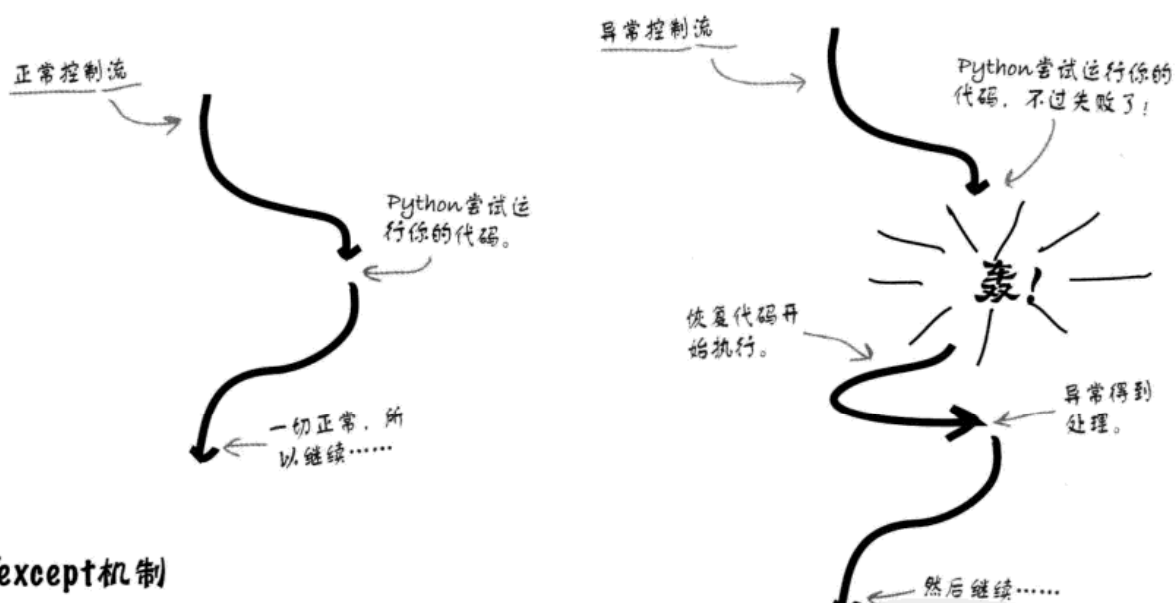 正常控制流
Python尝试运
行你的代码。
一切正常，所
以继续……
异常控制流
Python尝试运行你的
代码，不过失败了！
轰！
恢复代码开
始执行。
异常得到
处理。
然后继续……
except机制